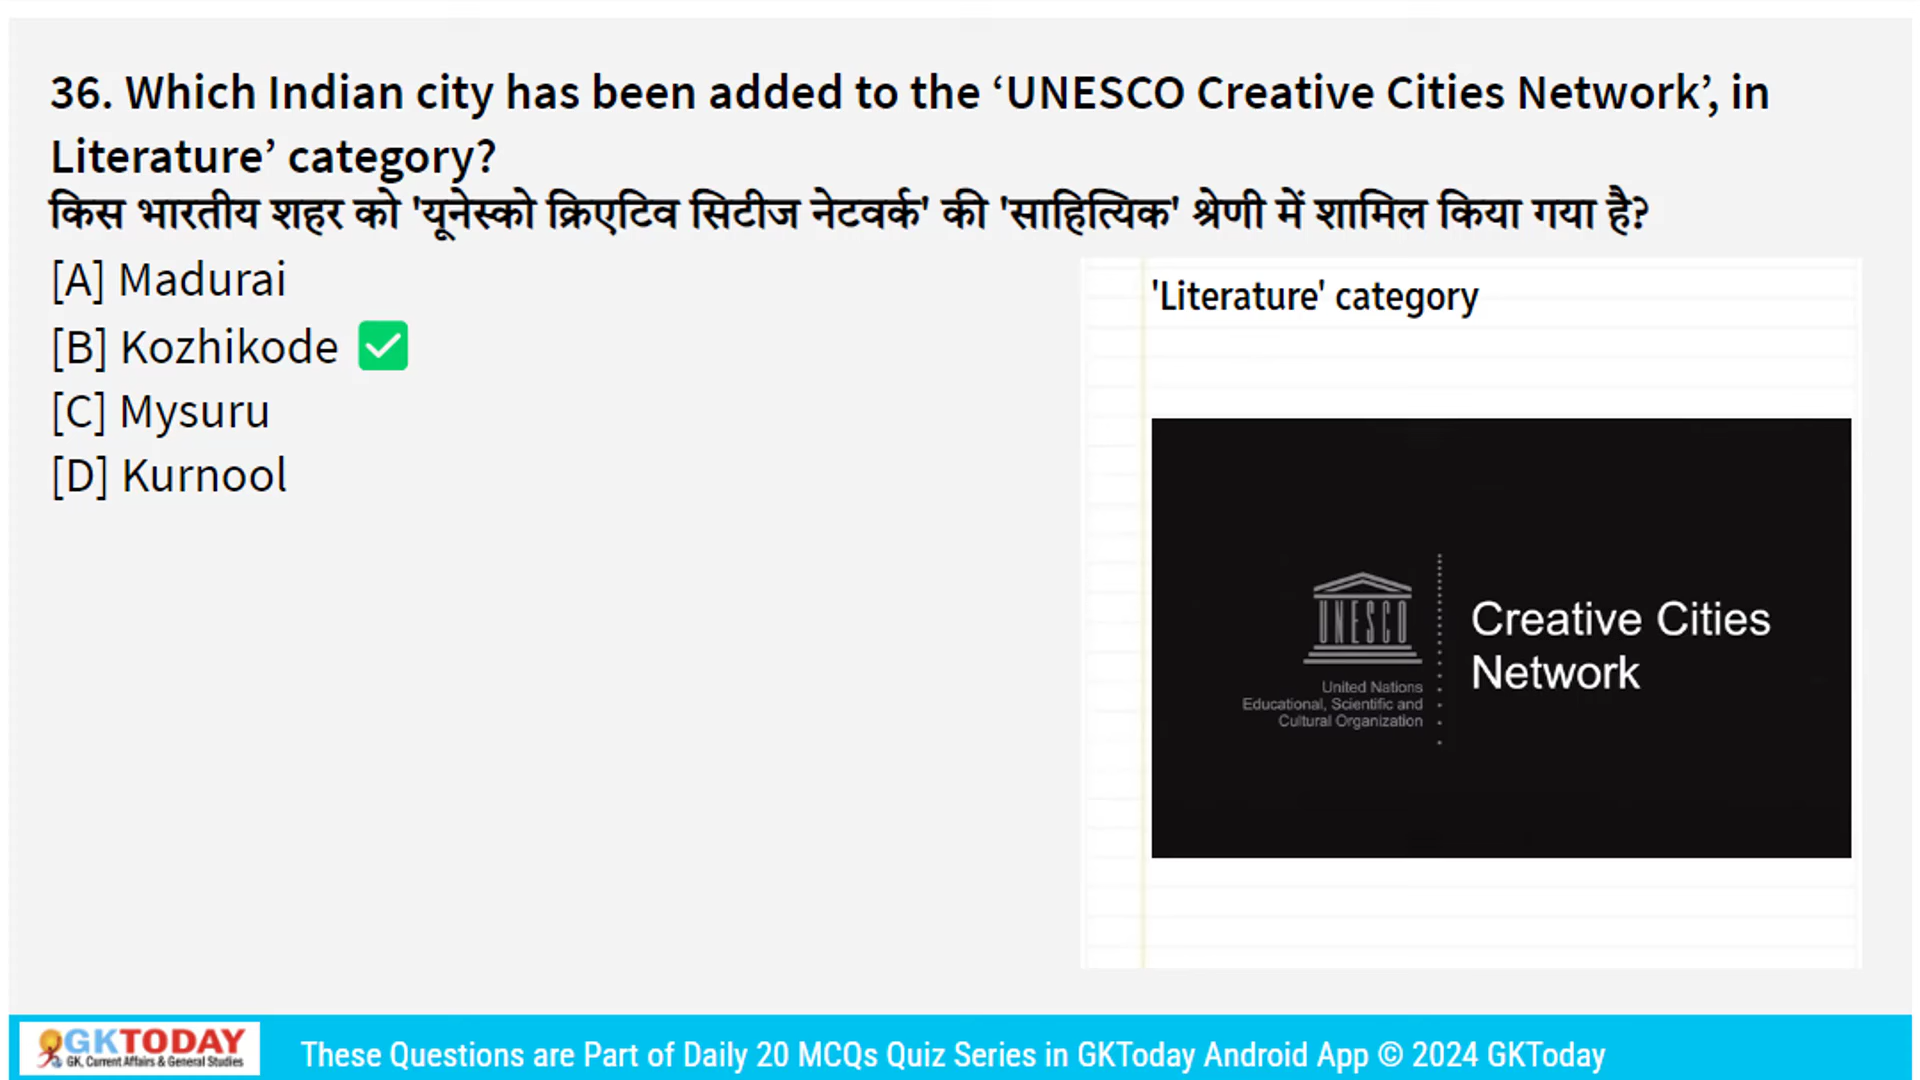 36. Which Indian city has been added to the ‘UNESCO Creative Cities Network’, in
Literature’ category?
किस भारतीय शहर को 'यूनेस्को क्रिएटिव सिटीज नेटवर्क' की 'साहित्यिक' श्रेणी में शामिल किया गया है?
[A] Madurai
[B] Kozhikode
[C] Mysuru
[D] Kurnool
'Literature' category
UNESCO
United Nations
Educational, Scientific and
Cultural Organization
Creative Cities
Network
GKTODAY
GK, Current Affairs & General Studies
These Questions are Part of Daily 20 MCQs Quiz Series in GKToday Android App © 2024 GKToday